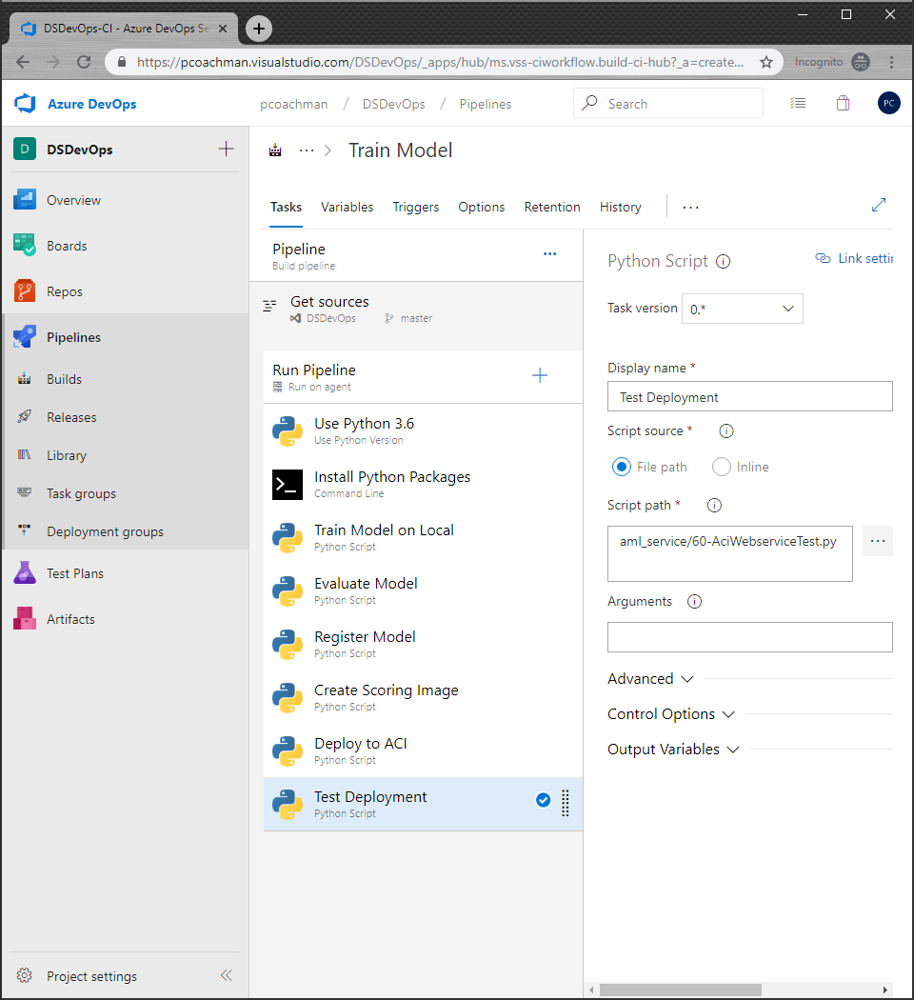 DSDevOps-CI - Azure DevOps Se
https://pcoachman.visualstudio.com/DSDevOps/_apps/hub/ms.vss-ciworkflow.build-ci-hub?_a=create...
Incognito
Azure DevOps
pcoachman / DSDevOps / Pipelines
Search
PC
D DSDevOps
Overview
Boards
Repos
Pipelines
Builds
Releases
Library
Task groups
Deployment groups
Test Plans
Artifacts
Project settings
... > Train Model
Tasks Variables Triggers Options Retention History ...
Pipeline
Build pipeline
...
Get sources
DSDevOps master
Run Pipeline
Run on agent
Use Python 3.6
Use Python Version
Install Python Packages
Command Line
Train Model on Local
Python Script
Evaluate Model
Python Script
Register Model
Python Script
Create Scoring Image
Python Script
Deploy to ACI
Python Script
Test Deployment
Python Script
Python Script
Link settin
Task version 0.*
Display name *
Test Deployment
Script source *
File path Inline
Script path *
aml_service/60-AciWebserviceTest.py
...
Arguments
Advanced
Control Options
Output Variables